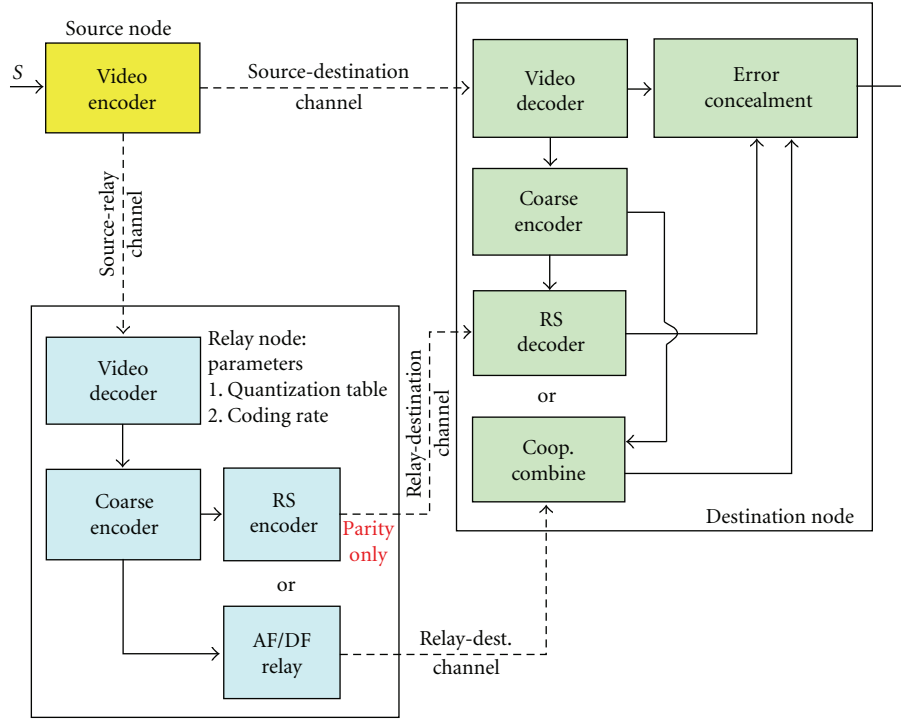 Source node
S
Video
encoder
Source-destination
channel
Source-relay
channel
Video
decoder
Error
concealment
Coarse
encoder
RS
decoder
or
Coop.
combine
Destination node
Relay node:
parameters
1. Quantization table
2. Coding rate
Video
decoder
Coarse
encoder
RS
encoder
Parity
only
or
AF/DF
relay
Relay-destination
channel
Relay-dest.
channel